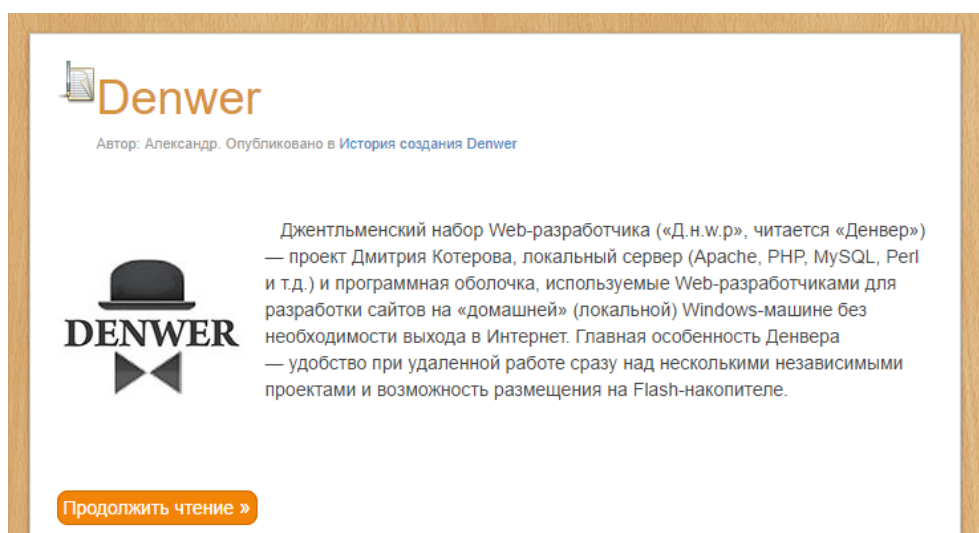 Denwer
Автор: Александр. Опубликовано в История создания Denwer
DENWER
Джентльменский набор Web-разработчика («Д.н.w.р», читается «Денвер»)
— проект Дмитрия Котерова, локальный сервер (Apache, PHP, MySQL, Perl
и т.д.) и программная оболочка, используемые Web-разработчиками для
разработки сайтов на «домашней» (локальной) Windows-машине без
необходимости выхода в Интернет. Главная особенность Денвера
— удобство при удаленной работе сразу над несколькими независимыми
проектами и возможность размещения на Flash-накопителе.
Продолжить чтение »